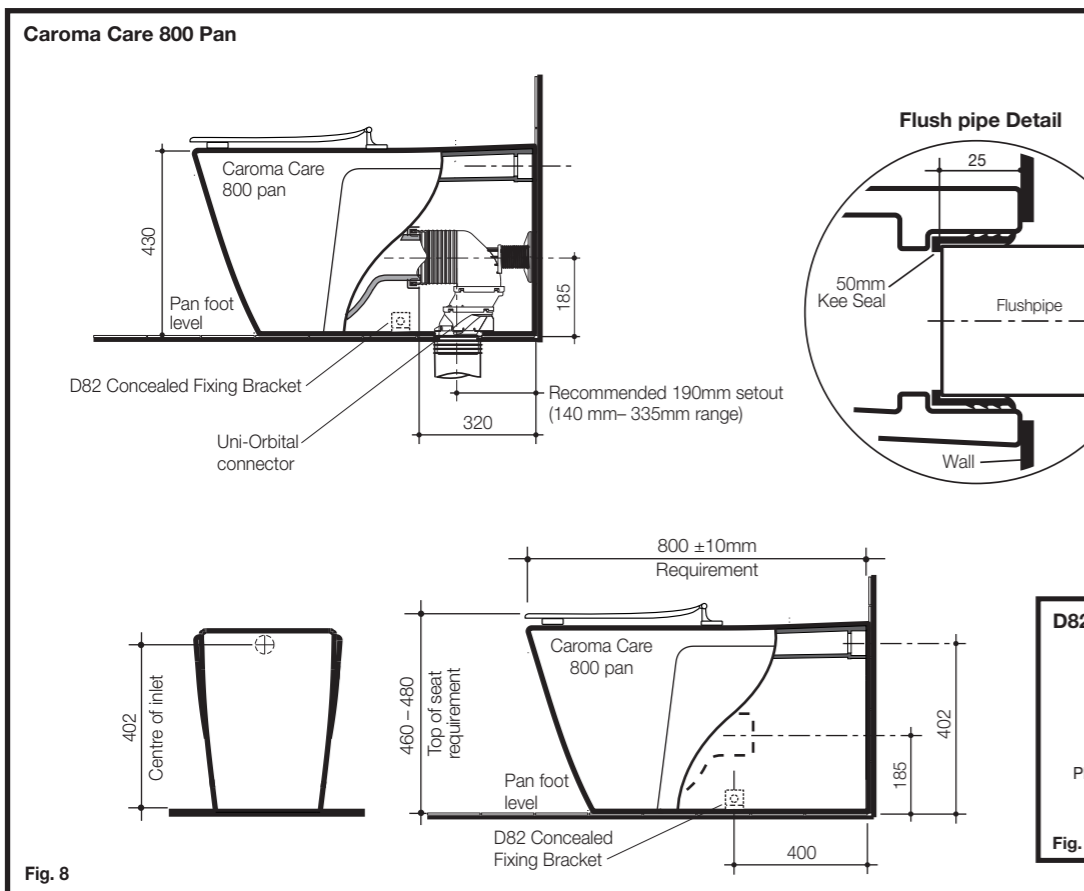 Caroma Care 800 Pan
Flush pipe Detail
25
Caroma Care
800 pan
430
Pan foot
level
185
50mm
Kee Seal
Flushpipe
D82 Concealed Fixing Bracket
Recommended 190mm setout
(140 mm– 335mm range)
320
Uni-Orbital
connector
Wall
800 ±10mm
Requirement
402
Centre of inlet
460 – 480
Top of seat
requirement
Caroma Care
800 pan
402
185
Pan foot
level
D82 Concealed
Fixing Bracket
400
D82
P
Fig.
Fig. 8